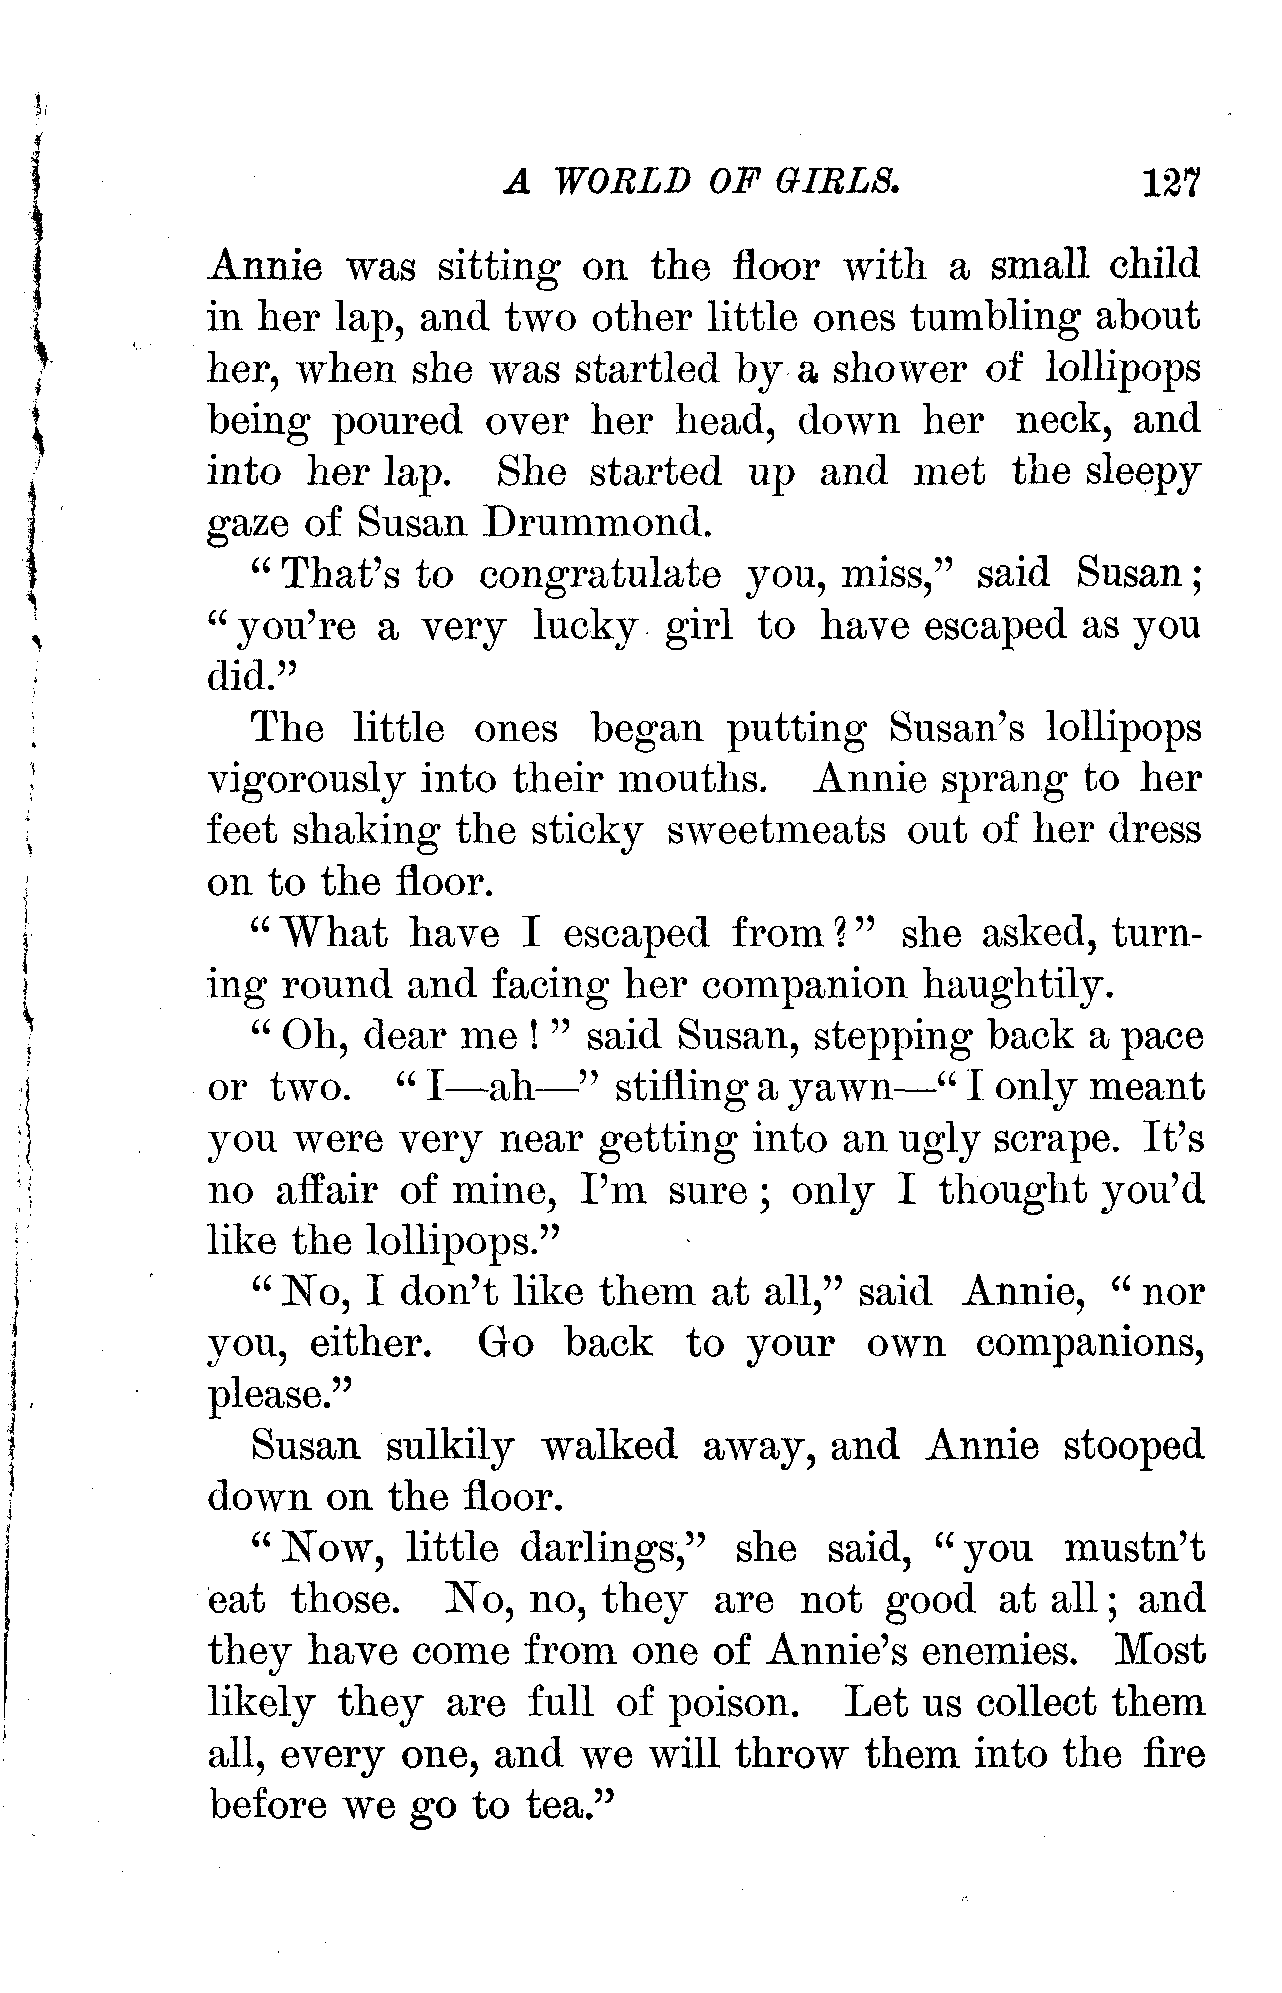 A WORLD OF GIRLS. 127
Annie was sitting on the floor with a small child
in her lap, and two other little ones tumbling about
her, when she was startled by a shower of lollipops
being poured over her head, down her neck, and
into her lap. She started up and met the sleepy
gaze of Susan Drummond.
“That’s to congratulate you, miss,” said Susan;
“you’re a very lucky girl to have escaped as you
did.”
The little ones began putting Susan’s lollipops
vigorously into their mouths. Annie sprang to her
feet shaking the sticky sweetmeats out of her dress
on to the floor.
“What have I escaped from?” she asked, turn-
ing round and facing her companion haughtily.
“Oh, dear me!” said Susan, stepping back a pace
or two. “I—ah—” stifling a yawn—“I only meant
you were very near getting into an ugly scrape. It’s
no affair of mine, I’m sure; only I thought you’d
like the lollipops.”
“No, I don’t like them at all,” said Annie, “nor
you, either. Go back to your own companions,
please.”
Susan sulkily walked away, and Annie stooped
down on the floor.
“Now, little darlings,” she said, “you mustn’t
eat those. No, no, they are not good at all; and
they have come from one of Annie’s enemies. Most
likely they are full of poison. Let us collect them
all, every one, and we will throw them into the fire
before we go to tea.”